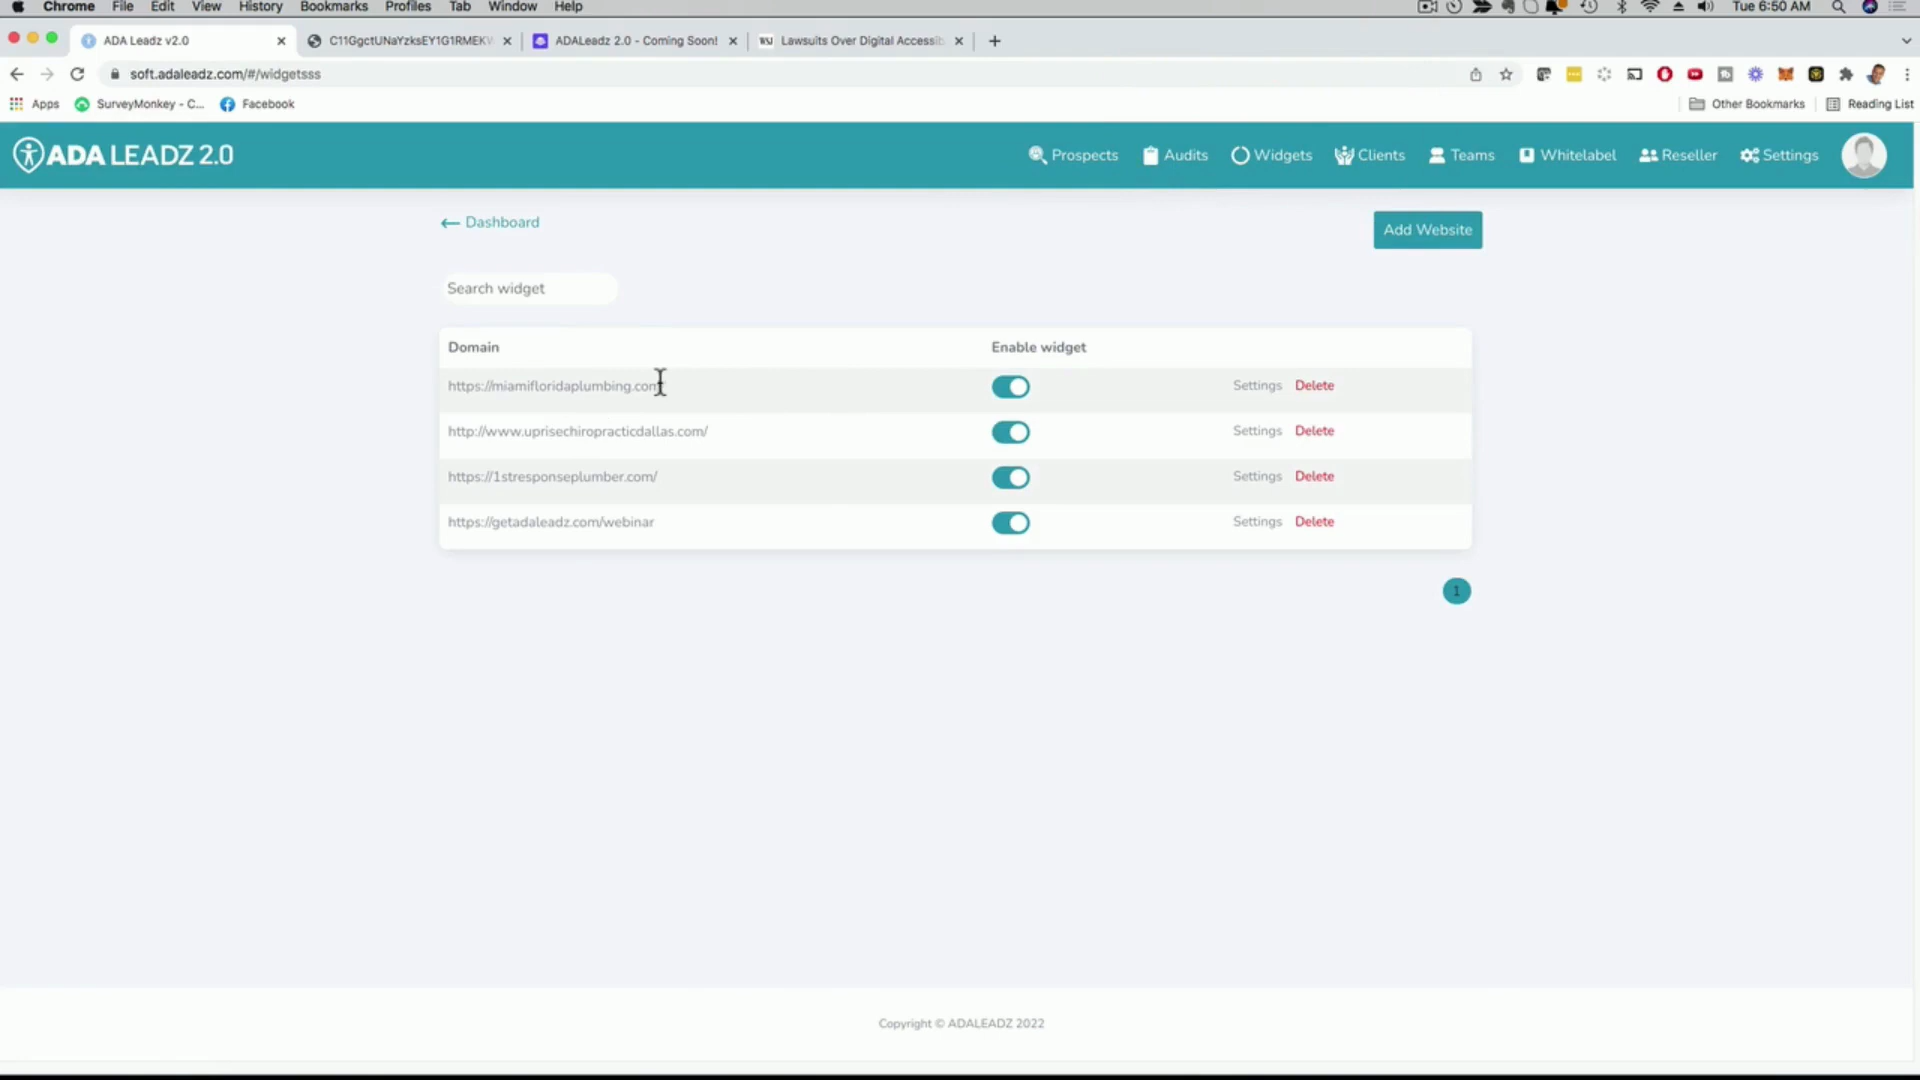 Chrome File Edit View History Bookmarks Profiles Tab Window Help Tue 6:50 AM
ADA Leadz v2.0 C11GgctUNaYzksEY1G1RMEKV ADALeadz 2.0 - Coming Soon! WSJ Lawsuits Over Digital Accessib
soft.adaleadz.com/#/widgetsss
Apps SurveyMonkey - C... Facebook Other Bookmarks Reading List
ADA LEADZ 2.0 Prospects Audits Widgets Clients Teams Whitelabel Reseller Settings
Dashboard Add Website
Search widget
Domain Enable widget
https://miamifloridaplumbing.com Settings Delete
http://www.uprisechiropracticdallas.com/ Settings Delete
https://1stresponseplumber.com/ Settings Delete
https://getadaleadz.com/webinar Settings Delete
1
Copyright © ADALEADZ 2022